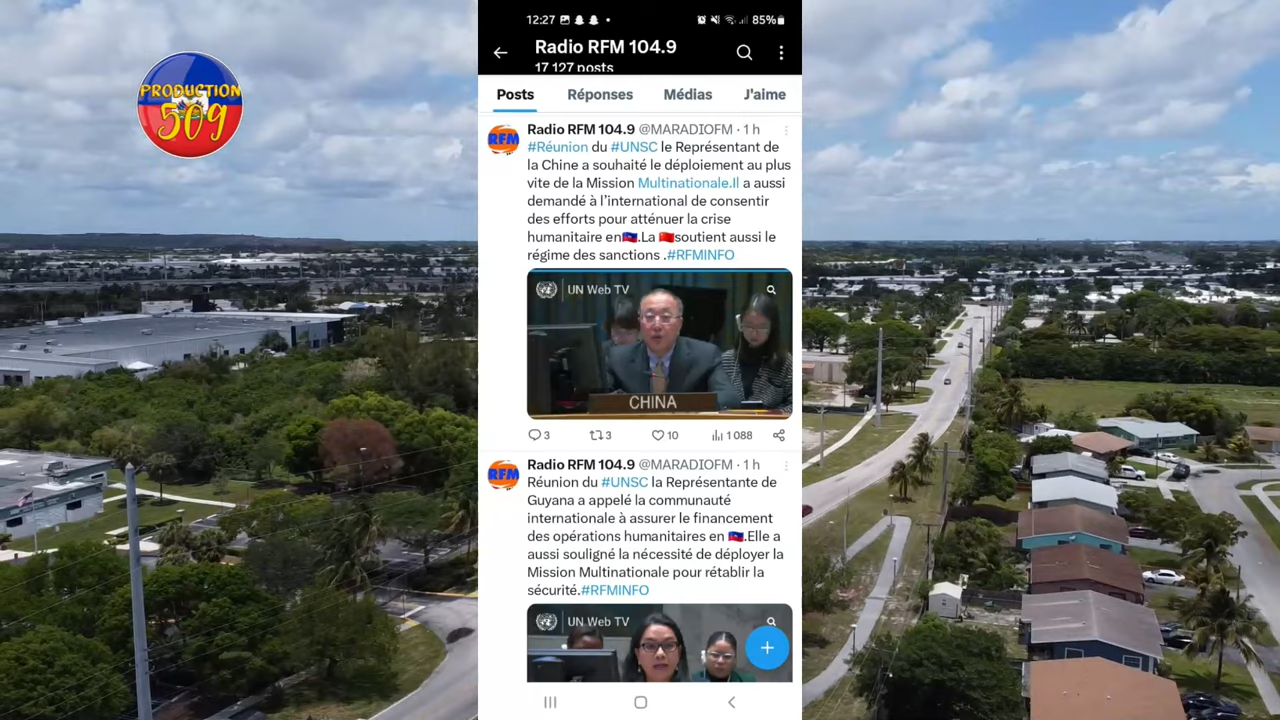 PRODUCTION
509
12:27
85%
Radio RFM 104.9
17 127 posts
Posts
Réponses
Médias
J'aime
RFM
Radio RFM 104.9 @MARADIOFM · 1 h
#Réunion du #UNSC le Représentant de
la Chine a souhaité le déploiement au plus
vite de la Mission Multinationale.Il a aussi
demandé à l'international de consentir
des efforts pour atténuer la crise
humanitaire en🇭🇹.La 🇨🇳soutient aussi le
régime des sanctions .#RFMINFO
UN Web TV
CHINA
3
3
10
1 088
RFM
Radio RFM 104.9 @MARADIOFM · 1 h
Réunion du #UNSC la Représentante de
Guyana a appelé la communauté
internationale à assurer le financement
des opérations humanitaires en 🇭🇹.Elle a
aussi souligné la nécessité de déployer la
Mission Multinationale pour rétablir la
sécurité.#RFMINFO
UN Web TV